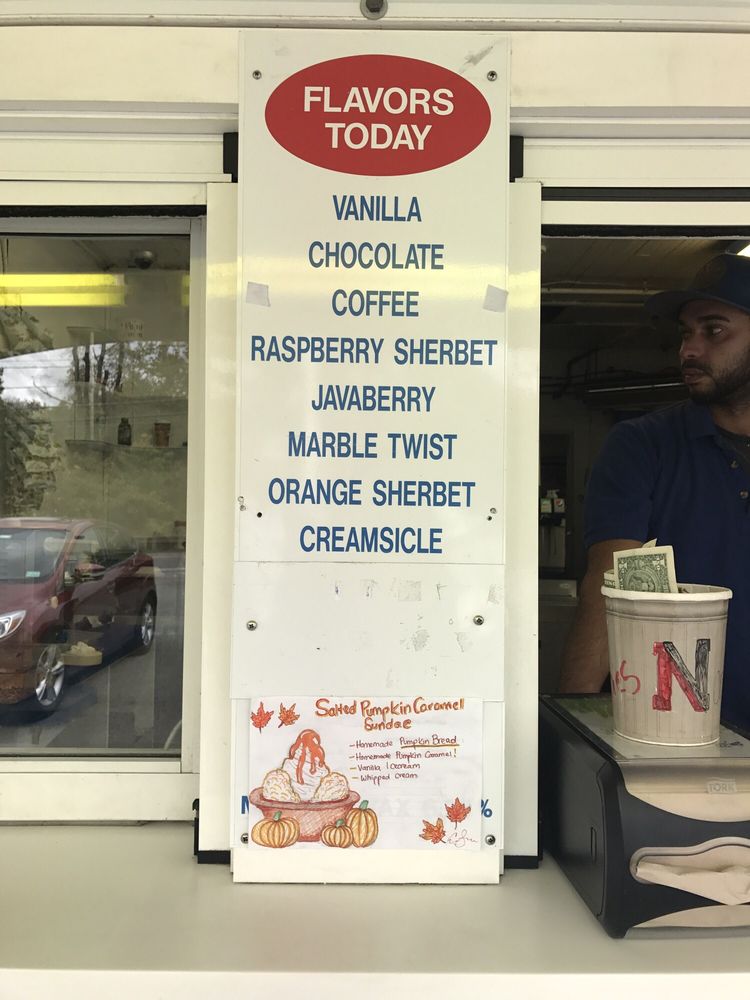 FLAVORS
TODAY
VANILLA
CHOCOLATE
COFFEE
RASPBERRY SHERBET
JAVABERRY
MARBLE TWIST
ORANGE SHERBET
CREAMSICLE
Salted Pumpkin Caramel
Sundae
- Homemade Pumpkin Bread
- Homemade Pumpkin Caramel!
- Vanilla Icecream
- Whipped cream
%
N
TORK